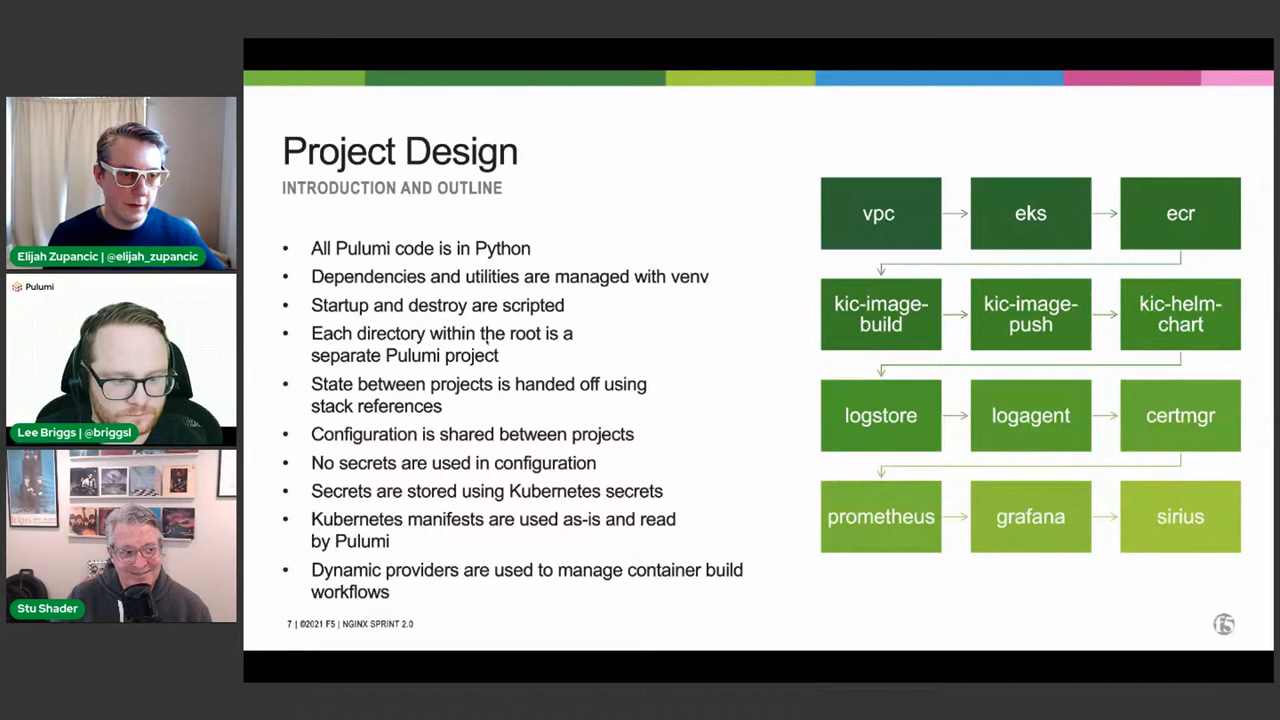 Elijah Zupancic | @elijah_zupancic
Pulumi
Lee Briggs | @briggsl
Stu Shader
Project Design
INTRODUCTION AND OUTLINE
• All Pulumi code is in Python
• Dependencies and utilities are managed with venv
• Startup and destroy are scripted
• Each directory within the root is a
separate Pulumi project
• State between projects is handed off using
stack references
• Configuration is shared between projects
• No secrets are used in configuration
• Secrets are stored using Kubernetes secrets
• Kubernetes manifests are used as-is and read
by Pulumi
• Dynamic providers are used to manage container build
workflows
vpc
eks
ecr
kic-image-
build
kic-image-
push
kic-helm-
chart
logstore
logagent
certmgr
prometheus
grafana
sirius
7 | ©2021 F5 | NGINX SPRINT 2.0
f5